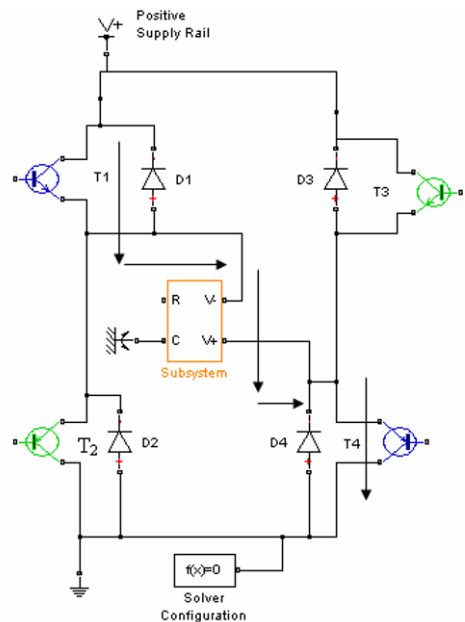 V+
Positive
Supply Rail
T1
D1
D3
T3
R
V-
C
V+
Subsystem
T2
D2
D4
T4
f(x)=0
Solver
Configuration